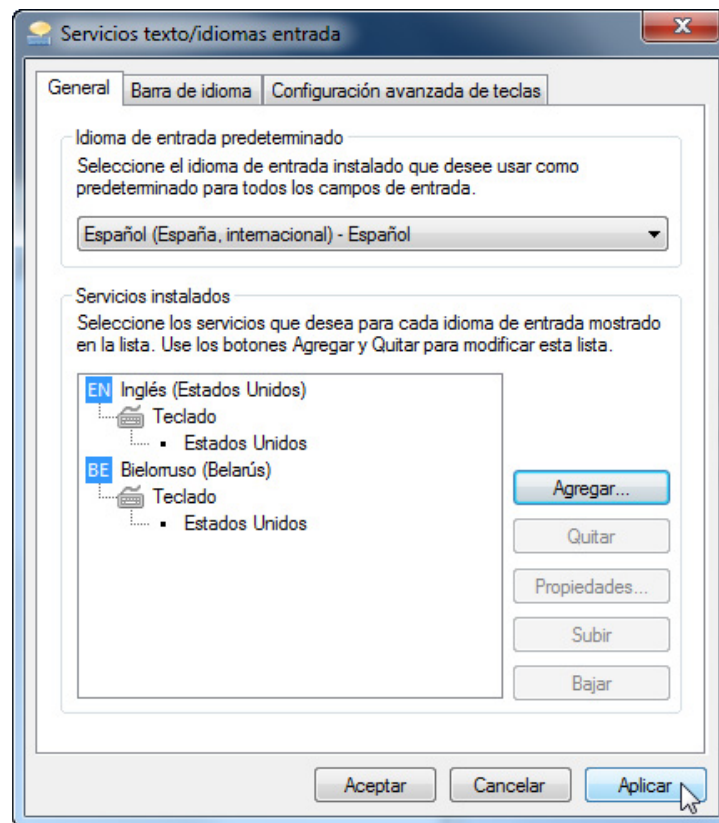 Servicios texto/idiomas entrada
General
Barra de idioma
Configuración avanzada de teclas
Idioma de entrada predeterminado
Seleccione el idioma de entrada instalado que desee usar como
predeterminado para todos los campos de entrada.
Español (España, internacional) - Español
Servicios instalados
Seleccione los servicios que desea para cada idioma de entrada mostrado
en la lista. Use los botones Agregar y Quitar para modificar esta lista.
EN Inglés (Estados Unidos)
Teclado
Estados Unidos
BE Bielorruso (Belarús)
Teclado
Estados Unidos
Agregar...
Quitar
Propiedades...
Subir
Bajar
Aceptar
Cancelar
Aplicar